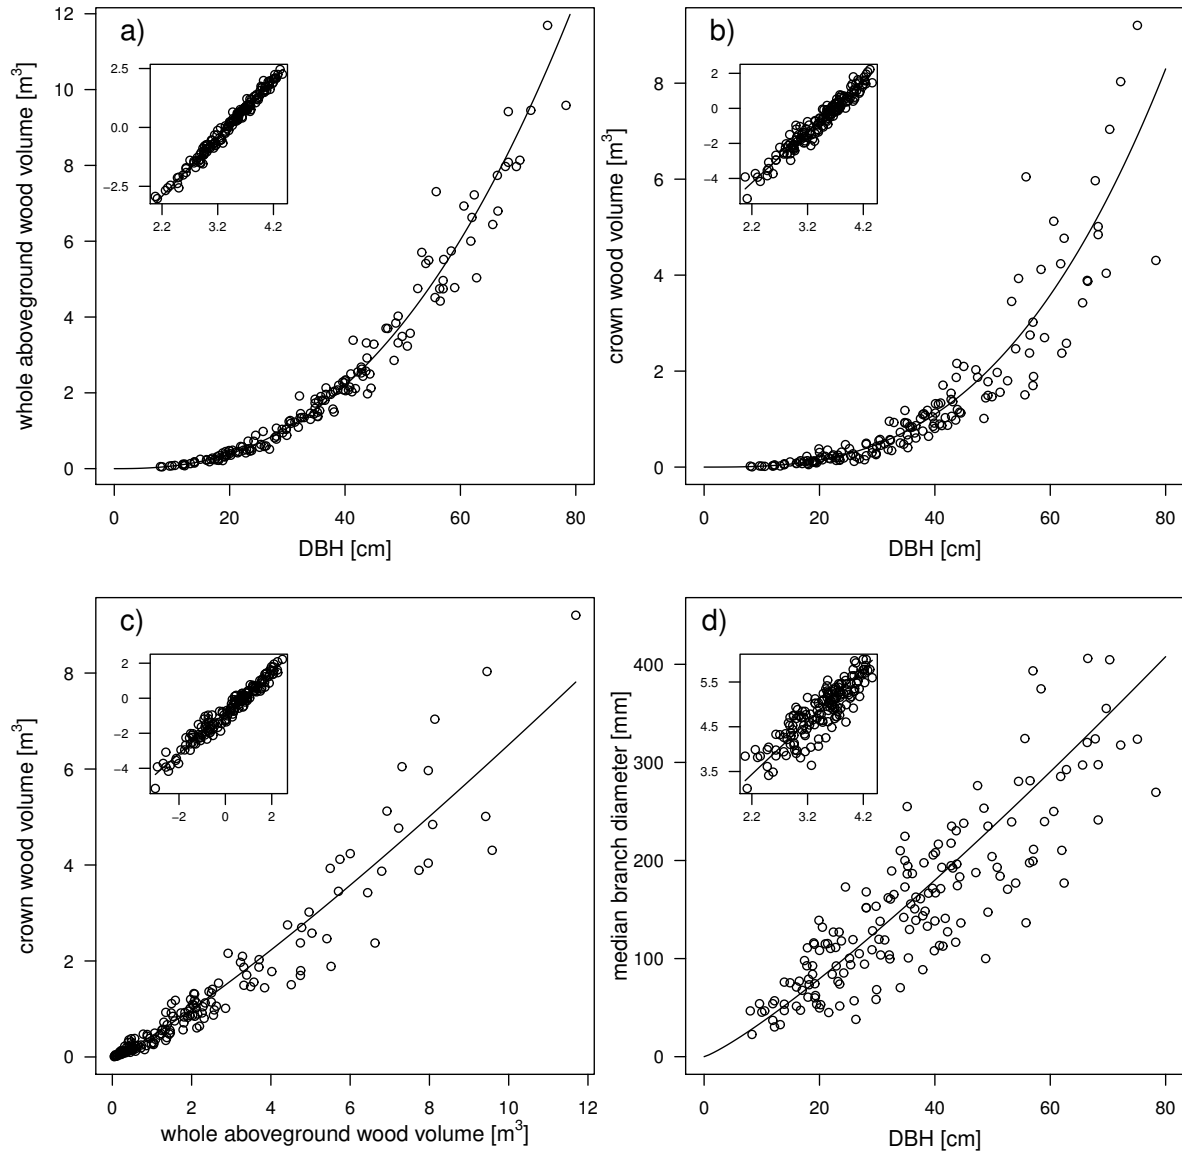 a)
whole aboveground wood volume [m³]
12
10
8
6
4
2
0
2.5
0.0
−2.5
2.2 3.2 4.2
0 20 40 60 80
DBH [cm]
b)
crown wood volume [m³]
8
6
4
2
0
2
0
−2
−4
2.2 3.2 4.2
0 20 40 60 80
DBH [cm]
c)
crown wood volume [m³]
8
6
4
2
0
2
0
−2
−4
−2 0 2
0 2 4 6 8 10 12
whole aboveground wood volume [m³]
d)
median branch diameter [mm]
400
300
200
100
0
5.5
4.5
3.5
2.2 3.2 4.2
0 20 40 60 80
DBH [cm]